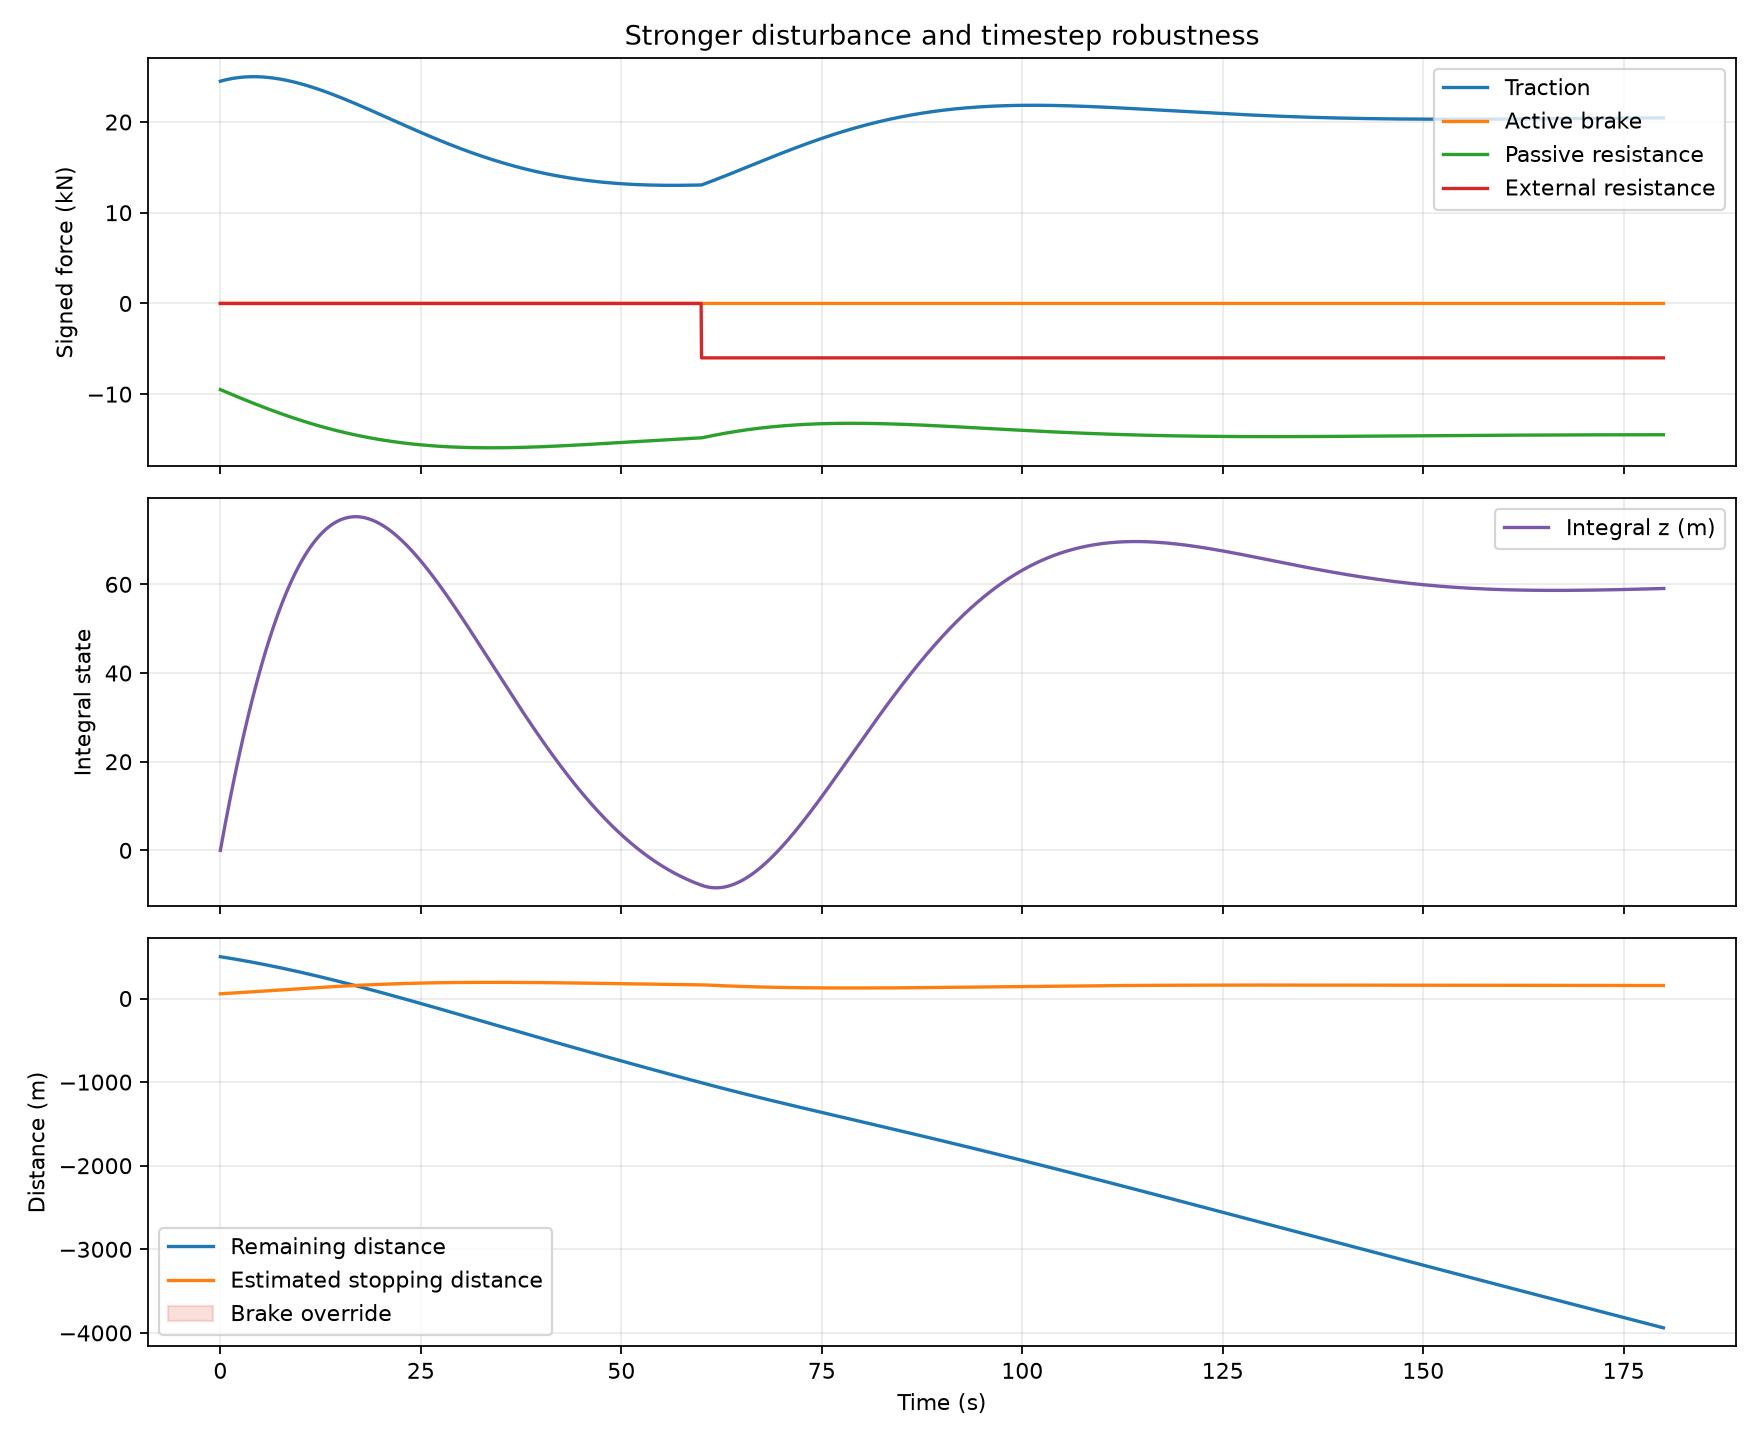 Stronger disturbance and timestep robustness
Signed force (kN)
20
10
0
−10
Traction
Active brake
Passive resistance
External resistance
Integral state
60
40
20
0
Integral z (m)
Distance (m)
0
−1000
−2000
−3000
−4000
Remaining distance
Estimated stopping distance
Brake override
0 25 50 75 100 125 150 175
Time (s)